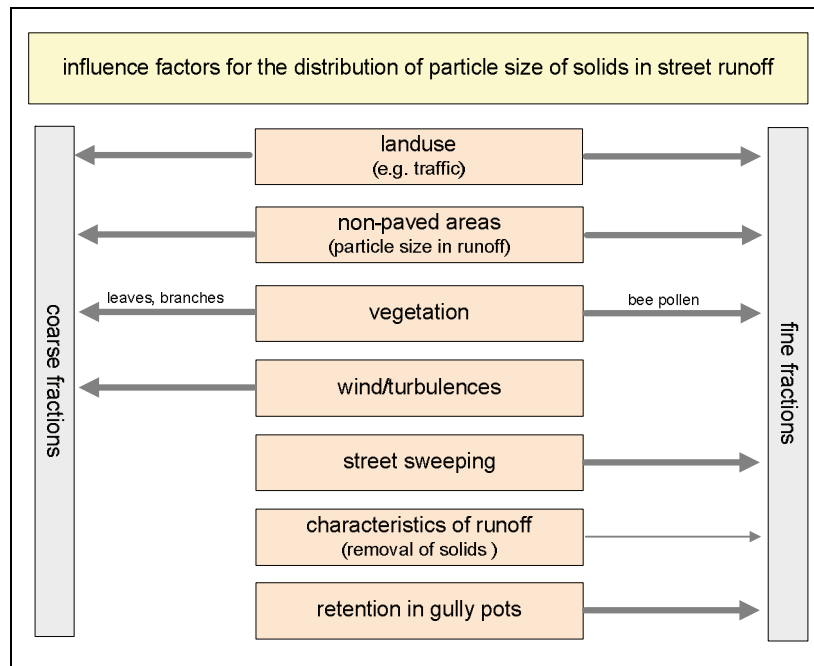 influence factors for the distribution of particle size of solids in street runoff
landuse
(e.g. traffic)
non-paved areas
(particle size in runoff)
leaves, branches
vegetation
bee pollen
wind/turbulences
street sweeping
characteristics of runoff
(removal of solids )
retention in gully pots
coarse fractions
fine fractions